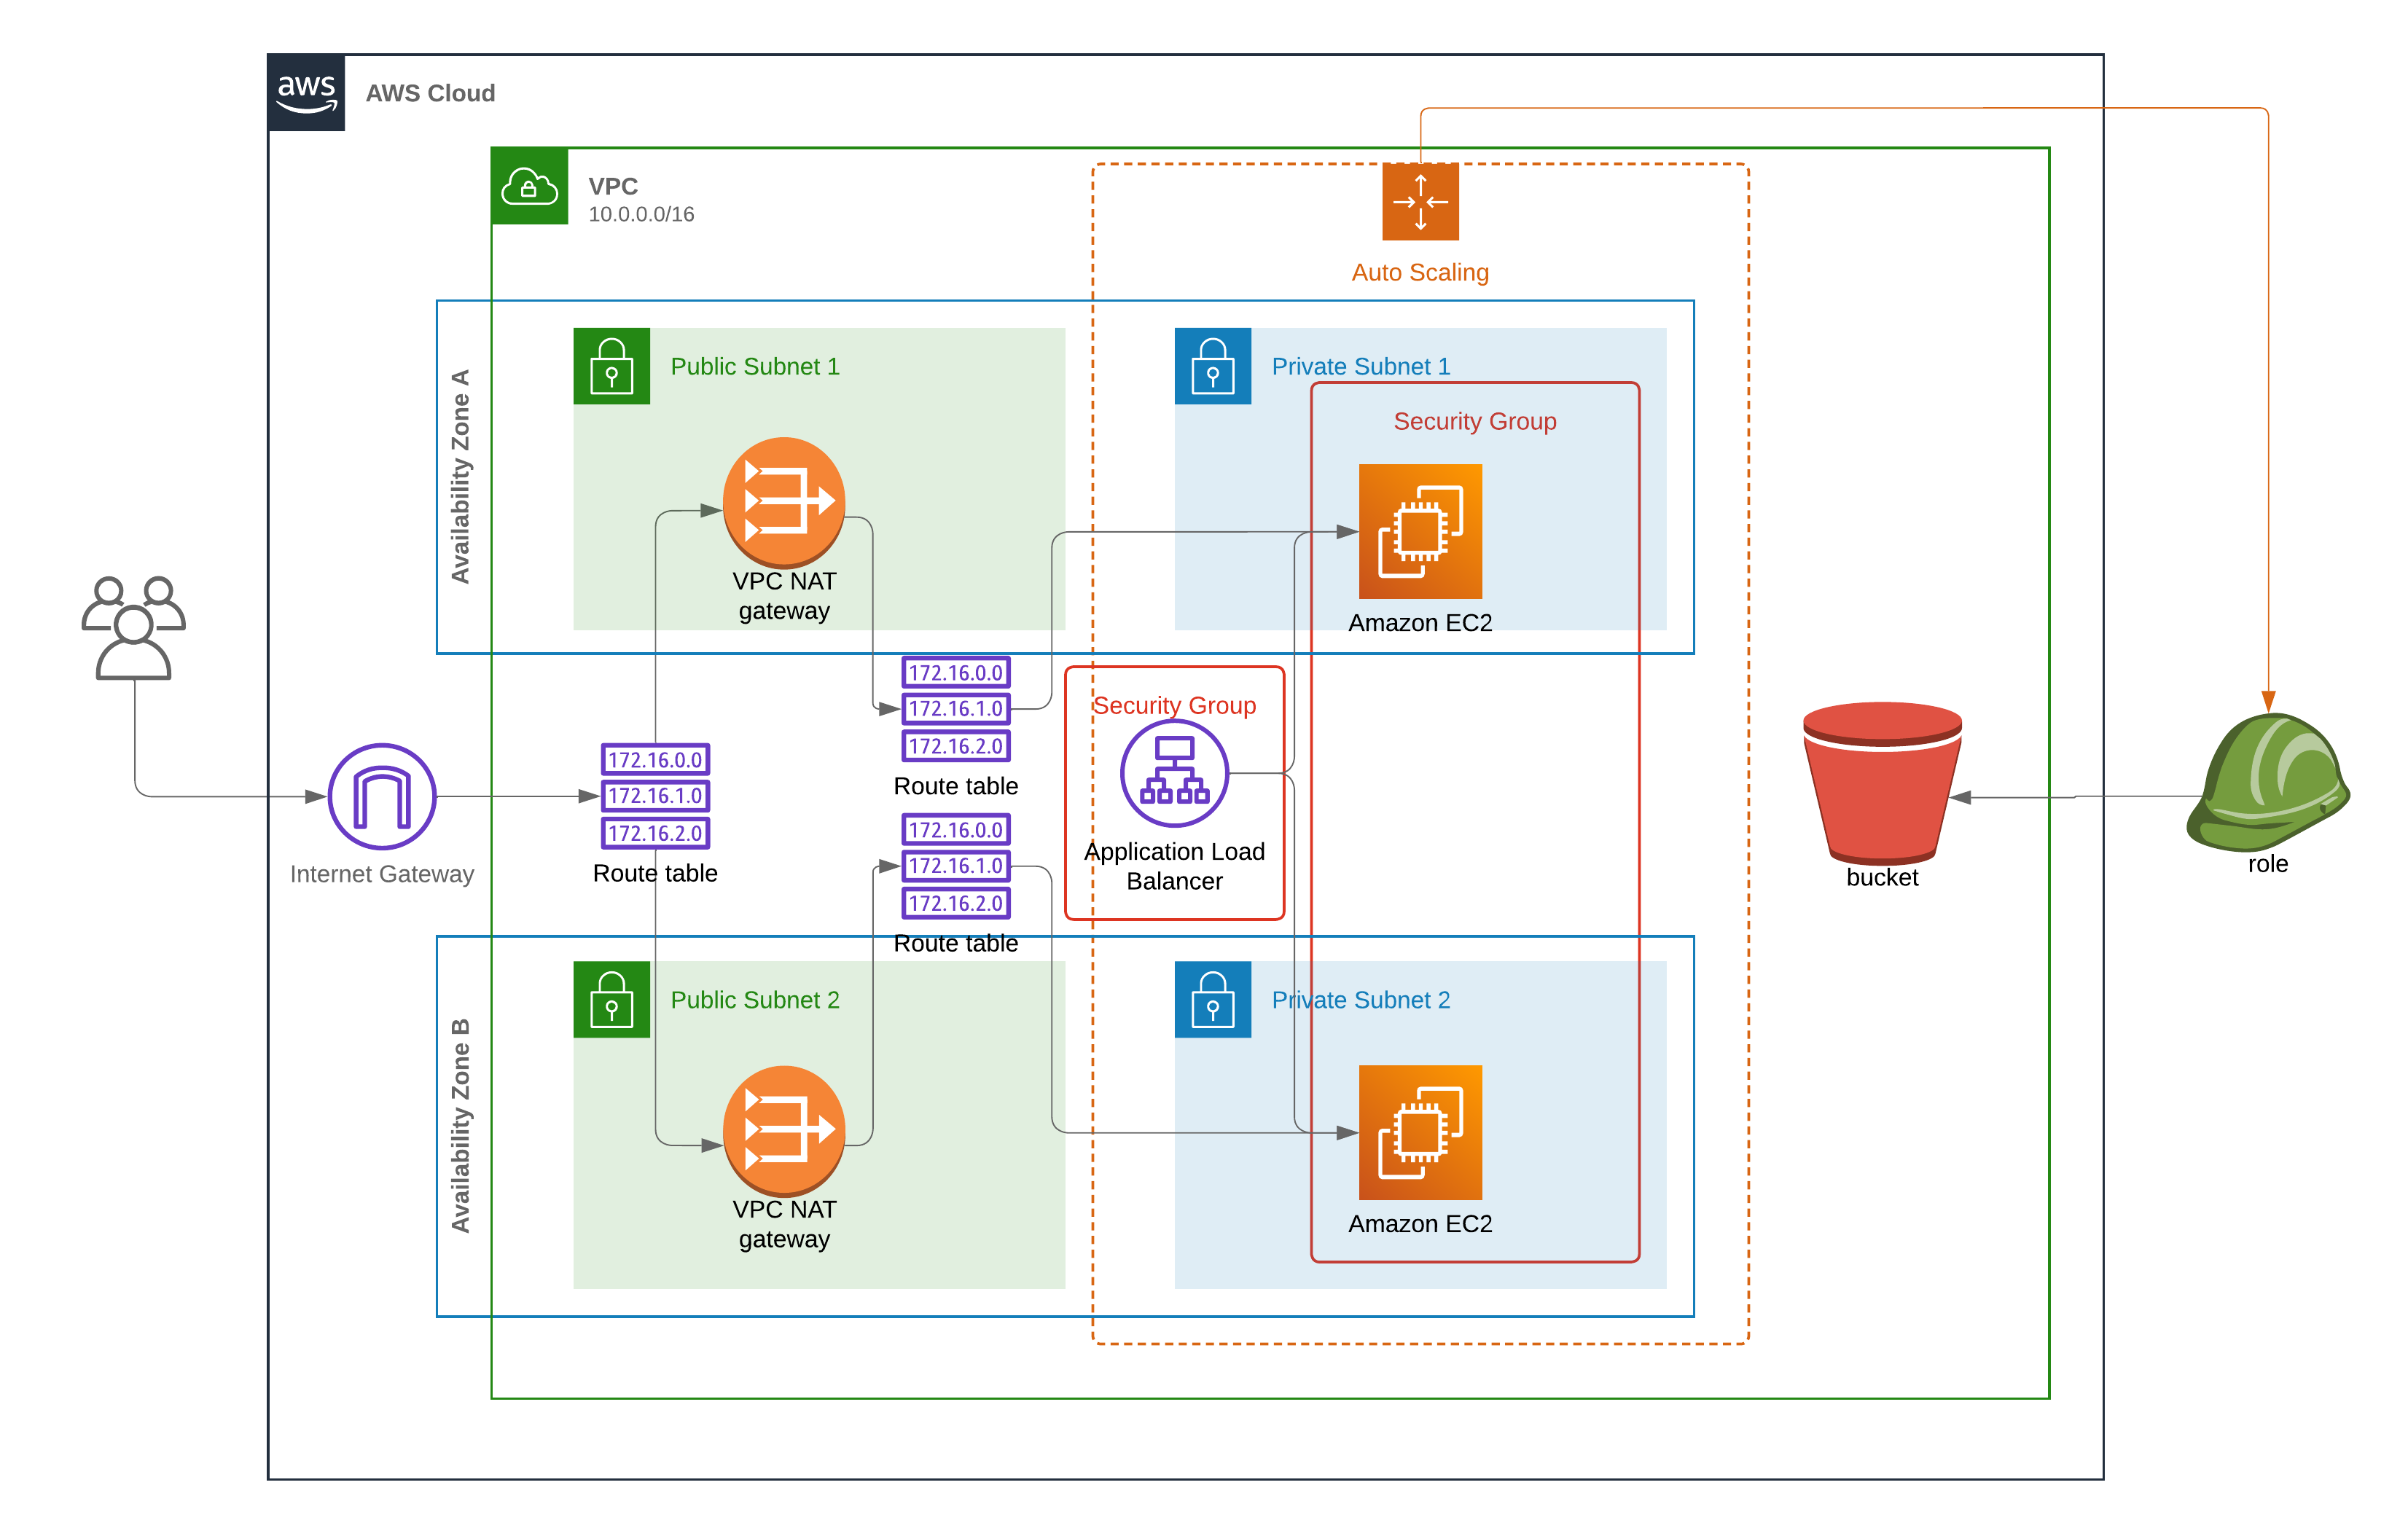 aws
AWS Cloud
VPC
10.0.0.0/16
Auto Scaling
Availability Zone A
Public Subnet 1
Private Subnet 1
Security Group
VPC NAT
gateway
Amazon EC2
172.16.0.0
172.16.1.0
172.16.2.0
Route table
Security Group
Application Load
Balancer
172.16.0.0
172.16.1.0
172.16.2.0
Route table
Internet Gateway
172.16.0.0
172.16.1.0
172.16.2.0
Route table
bucket
role
Availability Zone B
Public Subnet 2
Private Subnet 2
VPC NAT
gateway
Amazon EC2